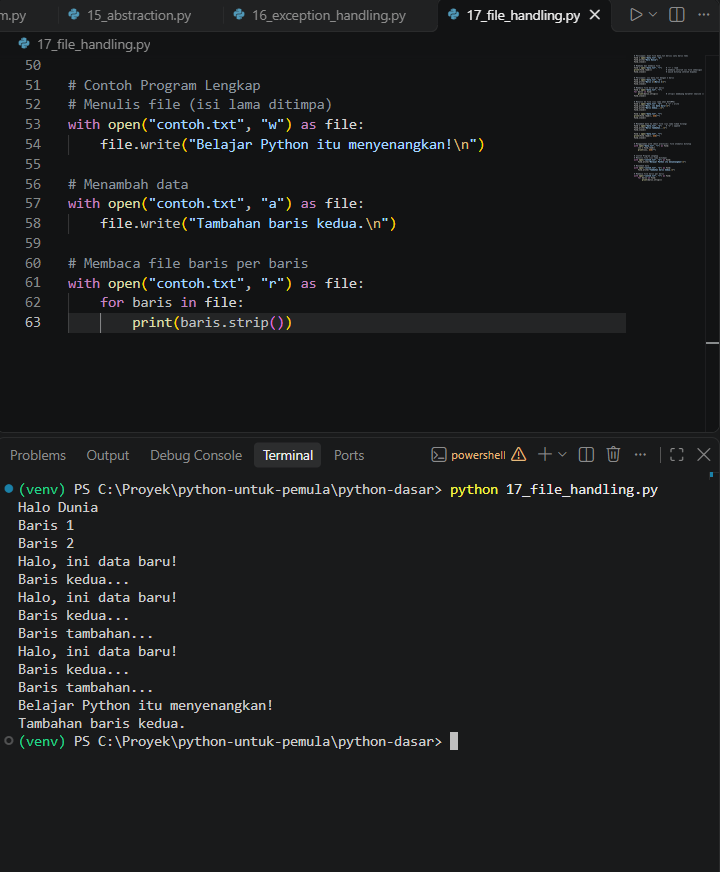 m.py
15_abstraction.py
16_exception_handling.py
17_file_handling.py
17_file_handling.py
50
51 # Contoh Program Lengkap
52 # Menulis file (isi lama ditimpa)
53 with open("contoh.txt", "w") as file:
54     file.write("Belajar Python itu menyenangkan!\n")
55
56 # Menambah data
57 with open("contoh.txt", "a") as file:
58     file.write("Tambahan baris kedua.\n")
59
60 # Membaca file baris per baris
61 with open("contoh.txt", "r") as file:
62     for baris in file:
63         print(baris.strip())
Problems Output Debug Console Terminal Ports powershell
(venv) PS C:\Proyek\python-untuk-pemula\python-dasar> python 17_file_handling.py
Halo Dunia
Baris 1
Baris 2
Halo, ini data baru!
Baris kedua...
Halo, ini data baru!
Baris kedua...
Baris tambahan...
Halo, ini data baru!
Baris kedua...
Baris tambahan...
Belajar Python itu menyenangkan!
Tambahan baris kedua.
(venv) PS C:\Proyek\python-untuk-pemula\python-dasar>